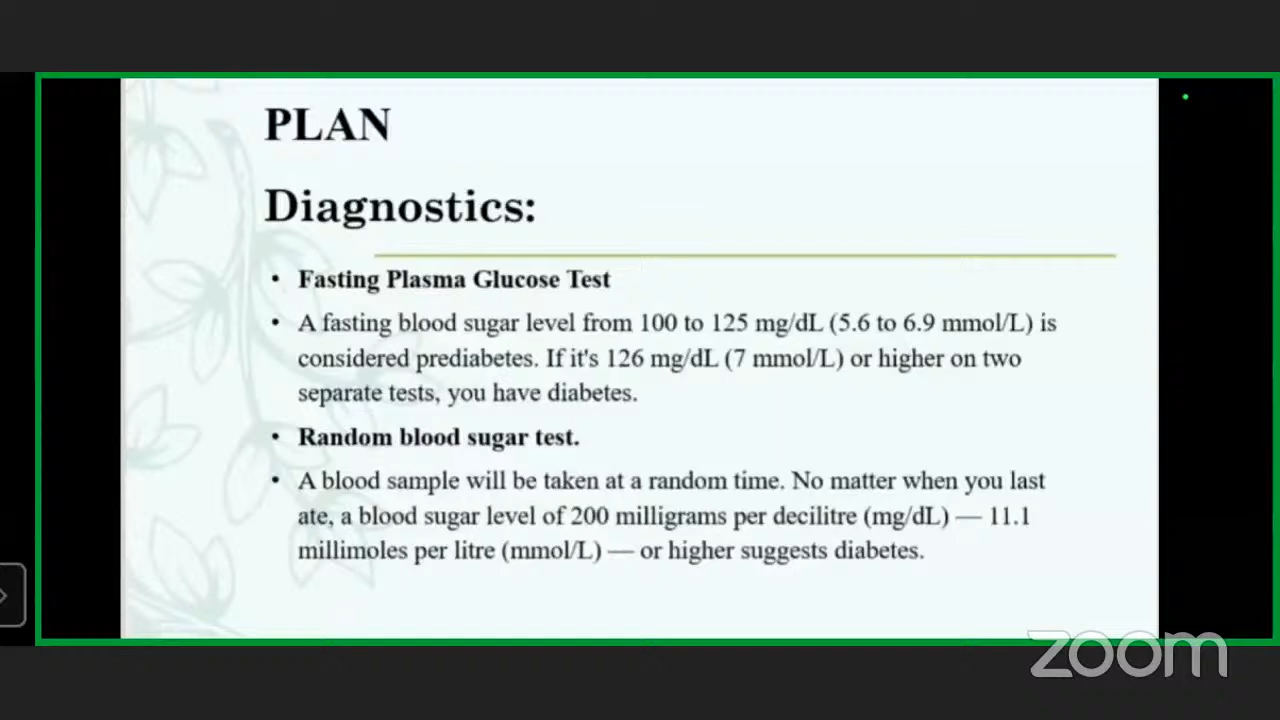 PLAN
Diagnostics:
• Fasting Plasma Glucose Test
• A fasting blood sugar level from 100 to 125 mg/dL (5.6 to 6.9 mmol/L) is
considered prediabetes. If it's 126 mg/dL (7 mmol/L) or higher on two
separate tests, you have diabetes.
• Random blood sugar test.
• A blood sample will be taken at a random time. No matter when you last
ate, a blood sugar level of 200 milligrams per decilitre (mg/dL) — 11.1
millimoles per litre (mmol/L) — or higher suggests diabetes.
zoom